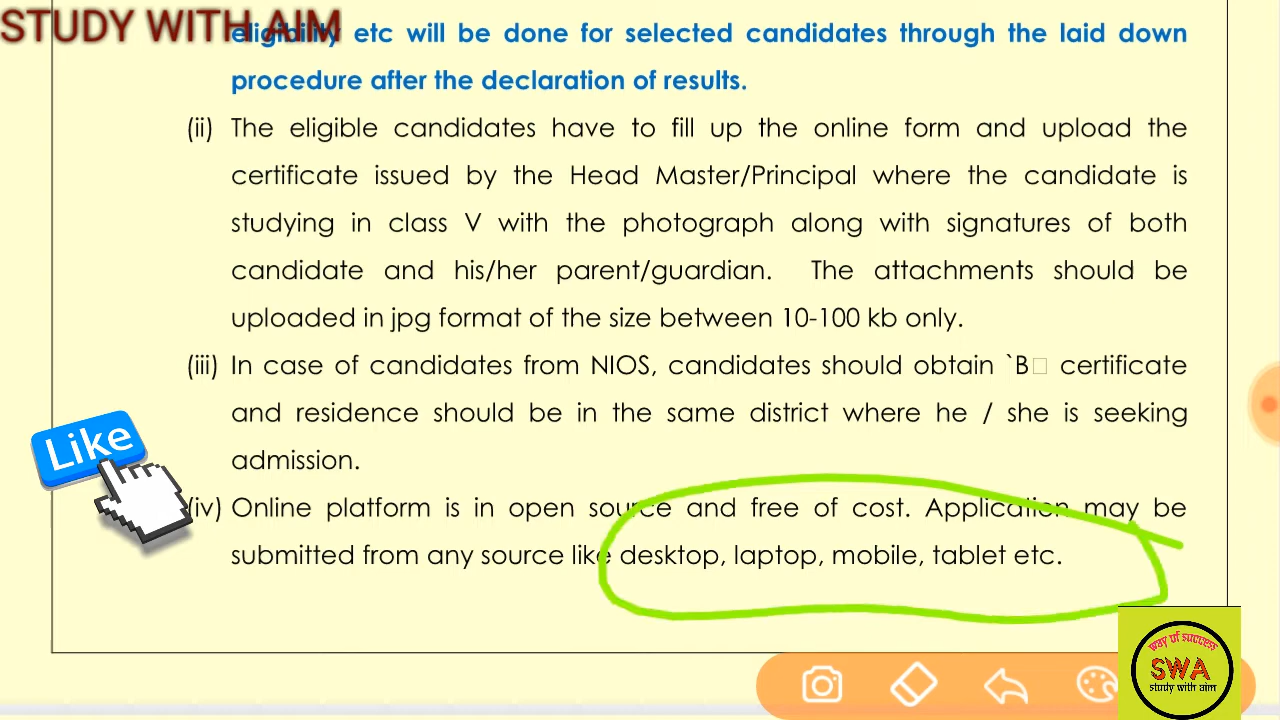 STUDY WITH AIM
eligibility etc will be done for selected candidates through the laid down
procedure after the declaration of results.
(ii) The eligible candidates have to fill up the online form and upload the
certificate issued by the Head Master/Principal where the candidate is
studying in class V with the photograph along with signatures of both
candidate and his/her parent/guardian. The attachments should be
uploaded in jpg format of the size between 10-100 kb only.
(iii) In case of candidates from NIOS, candidates should obtain `B□ certificate
and residence should be in the same district where he / she is seeking
admission.
Like
(iv) Online platform is in open source and free of cost. Application may be
submitted from any source like desktop, laptop, mobile, tablet etc.
way of success
SWA
study with aim